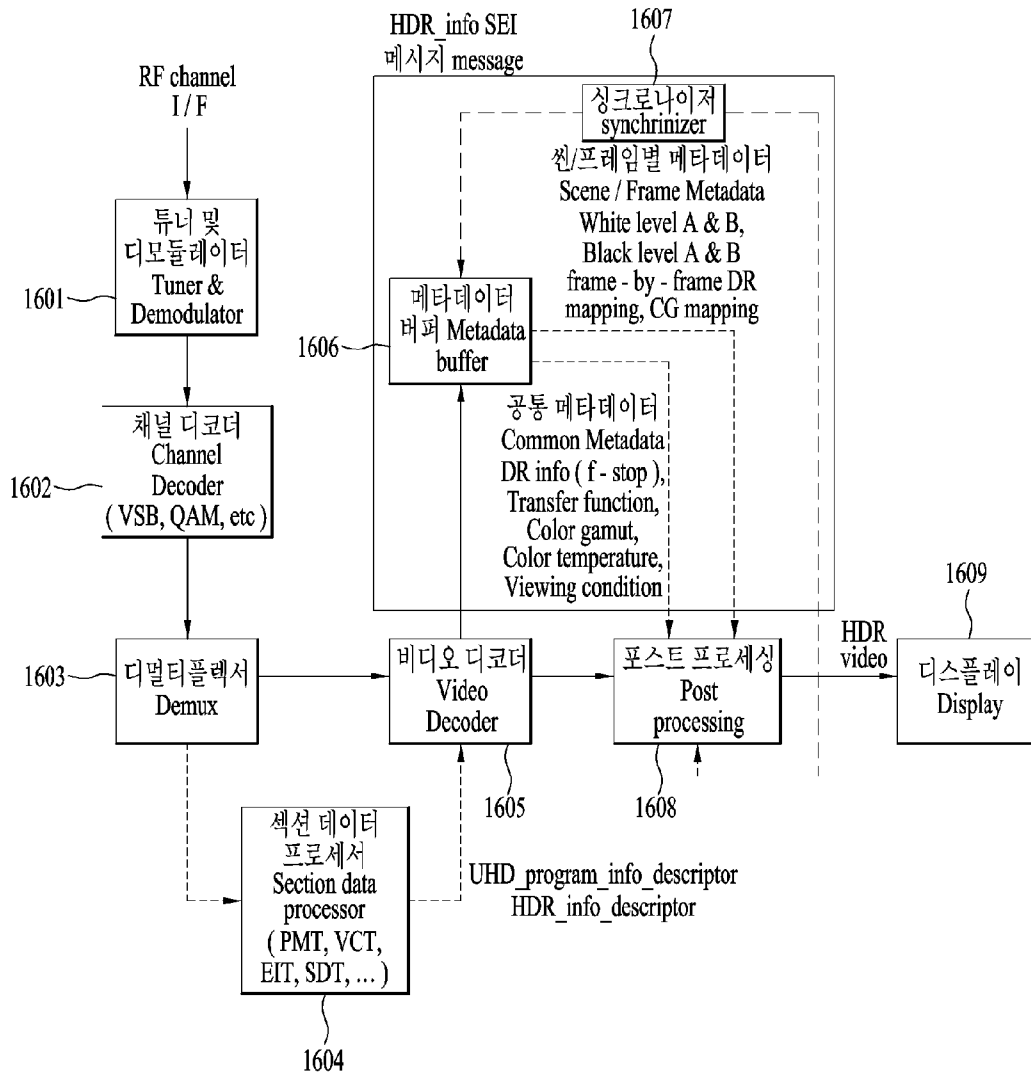 HDR_info SEI
메시지 message
1607
RF channel
I / F
싱크로나이저
synchrinizer
씬/프레임별 메타데이터
Scene / Frame Metadata
White level A & B,
Black level A & B
frame - by - frame DR
mapping, CG mapping
튜너 및
디모듈레이터
Tuner &
Demodulator
1601
메타데이터
버퍼 Metadata
buffer
1606
공통 메타데이터
Common Metadata
DR info ( f - stop ),
Transfer function,
Color gamut,
Color temperature,
Viewing condition
채널 디코더
Channel
Decoder
( VSB, QAM, etc )
1602
1603
디멀티플렉서
Demux
비디오 디코더
Video
Decoder
1605
포스트 프로세싱
Post
processing
1608
HDR
video
1609
디스플레이
Display
섹션 데이터
프로세서
Section data
processor
( PMT, VCT,
EIT, SDT, ... )
1604
UHD_program_info_descriptor
HDR_info_descriptor